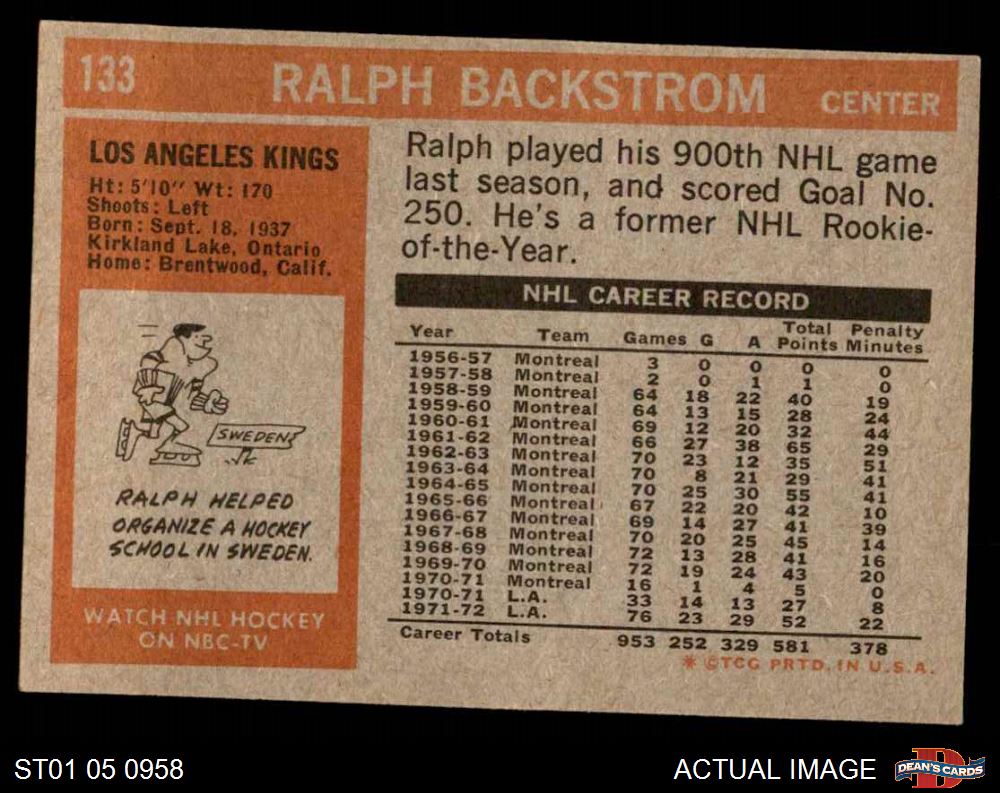 133 RALPH BACKSTROM CENTER
LOS ANGELES KINGS
Ht: 5'10" Wt: 170
Shoots: Left
Born: Sept. 18, 1937
Kirkland Lake, Ontario
Home: Brentwood, Calif.
SWEDEN
RALPH HELPED
ORGANIZE A HOCKEY
SCHOOL IN SWEDEN.
WATCH NHL HOCKEY
ON NBC-TV
Ralph played his 900th NHL game
last season, and scored Goal No.
250. He's a former NHL Rookie-
of-the-Year.
NHL CAREER RECORD
Year Team Games G A Total Points Penalty Minutes
1956-57 Montreal 3 0 0 0 0
1957-58 Montreal 2 0 1 1 0
1958-59 Montreal 64 18 22 40 19
1959-60 Montreal 64 13 15 28 24
1960-61 Montreal 69 12 20 32 44
1961-62 Montreal 66 27 38 65 29
1962-63 Montreal 70 23 12 35 51
1963-64 Montreal 70 8 21 29 41
1964-65 Montreal 70 25 30 55 41
1965-66 Montreal 67 22 20 42 10
1966-67 Montreal 69 14 27 41 39
1967-68 Montreal 70 20 25 45 14
1968-69 Montreal 72 13 28 41 16
1969-70 Montreal 72 19 24 43 20
1970-71 Montreal 16 1 4 5 0
1970-71 L.A. 33 14 13 27 8
1971-72 L.A. 76 23 29 52 22
Career Totals 953 252 329 581 378
* ©TCG PRTD. IN U.S.A.
ST01 05 0958
ACTUAL IMAGE
DEAN'S CARDS